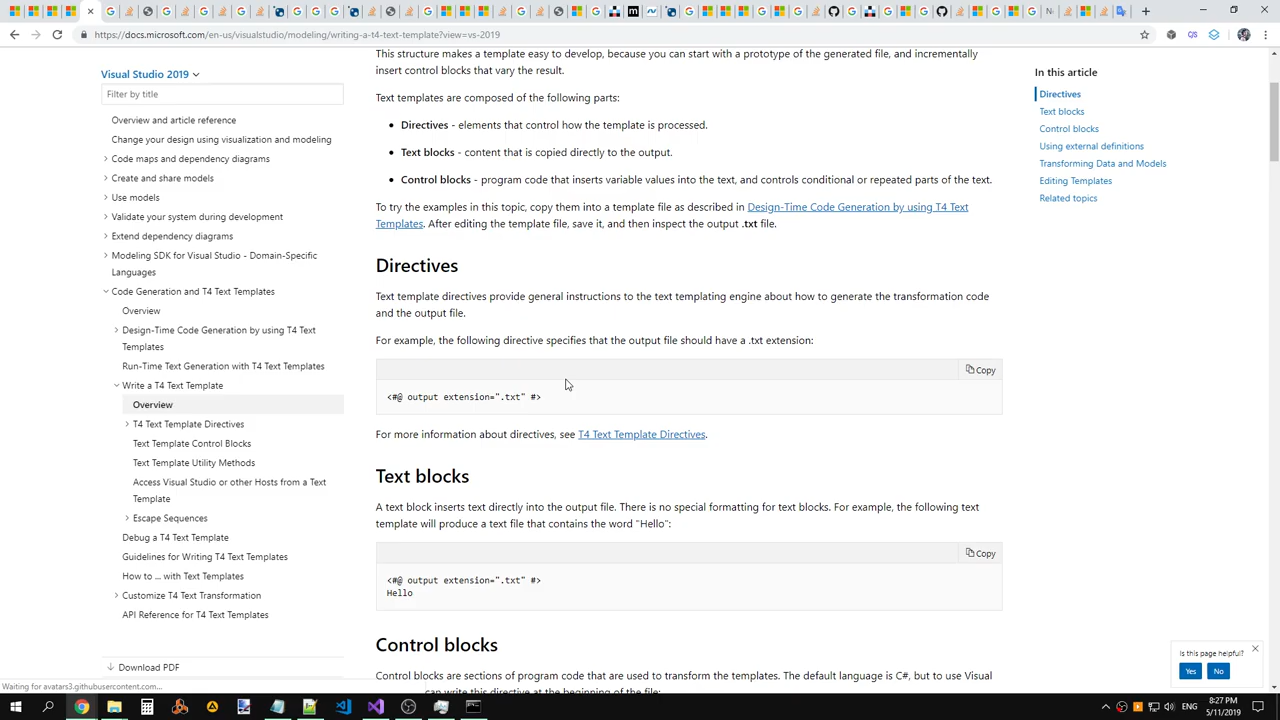 https://docs.microsoft.com/en-us/visualstudio/modeling/writing-a-t4-text-template?view=vs-2019
Visual Studio 2019
Filter by title
Overview and article reference
Change your design using visualization and modeling
Code maps and dependency diagrams
Create and share models
Use models
Validate your system during development
Extend dependency diagrams
Modeling SDK for Visual Studio - Domain-Specific
Languages
Code Generation and T4 Text Templates
Overview
Design-Time Code Generation by using T4 Text
Templates
Run-Time Text Generation with T4 Text Templates
Write a T4 Text Template
Overview
T4 Text Template Directives
Text Template Control Blocks
Text Template Utility Methods
Access Visual Studio or other Hosts from a Text
Template
Escape Sequences
Debug a T4 Text Template
Guidelines for Writing T4 Text Templates
How to ... with Text Templates
Customize T4 Text Transformation
API Reference for T4 Text Templates
Download PDF
This structure makes a template easy to develop, because you can start with a prototype of the generated file, and incrementally
insert control blocks that vary the result.
Text templates are composed of the following parts:
• Directives - elements that control how the template is processed.
• Text blocks - content that is copied directly to the output.
• Control blocks - program code that inserts variable values into the text, and controls conditional or repeated parts of the text.
To try the examples in this topic, copy them into a template file as described in Design-Time Code Generation by using T4 Text
Templates. After editing the template file, save it, and then inspect the output .txt file.
Directives
Text template directives provide general instructions to the text templating engine about how to generate the transformation code
and the output file.
For example, the following directive specifies that the output file should have a .txt extension:
Copy
<#@ output extension=".txt" #>
For more information about directives, see T4 Text Template Directives.
Text blocks
A text block inserts text directly into the output file. There is no special formatting for text blocks. For example, the following text
template will produce a text file that contains the word "Hello":
Copy
<#@ output extension=".txt" #>
Hello
Control blocks
Control blocks are sections of program code that are used to transform the templates. The default language is C#, but to use Visual
can write this directive at the beginning of the file:
In this article
Directives
Text blocks
Control blocks
Using external definitions
Transforming Data and Models
Editing Templates
Related topics
Is this page helpful?
Yes
No
Waiting for avatars3.githubusercontent.com...
ENG
8:27 PM
5/11/2019